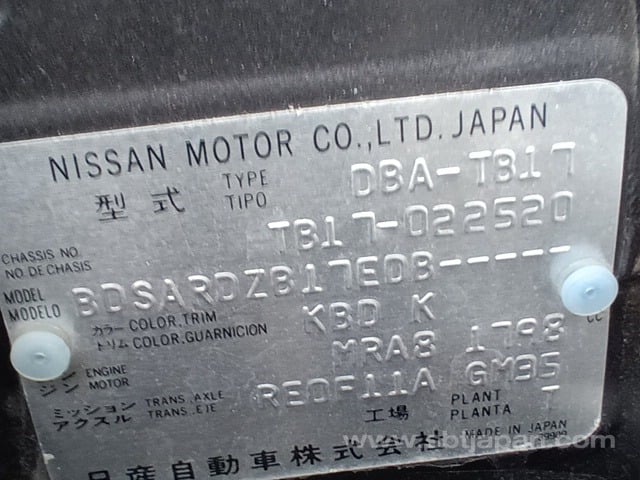 NISSAN MOTOR CO.,LTD. JAPAN
型式 TYPE TIPO DBA-TB17
CHASSIS NO. NO DE CHASIS TB17-022520
MODEL MODELO BDSARDZB17EDB-----
カラー COLOR,TRIM トリム COLOR,GUARNICION KBD K
ENGINE MOTOR MRA8 1798 CC
ミッション アクスル TRANS. AXLE TRANS. EJE RE0F11A GM35
工場 PLANT PLANTA T
MADE IN JAPAN
日産自動車株式会社
www.sbtjapan.com